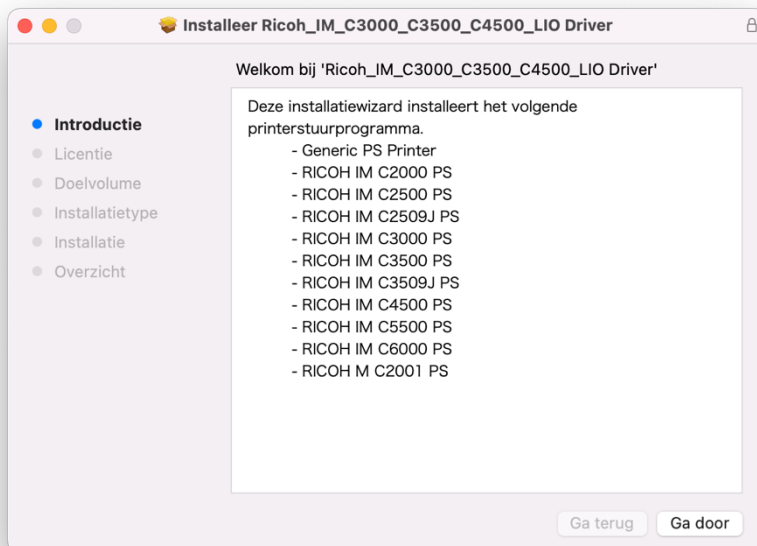 Installeer Ricoh_IM_C3000_C3500_C4500_LIO Driver
Welkom bij 'Ricoh_IM_C3000_C3500_C4500_LIO Driver'
Introductie
Licentie
Doelvolume
Installatietype
Installatie
Overzicht
Deze installatiewizard installeert het volgende
printerstuurprogramma.
- Generic PS Printer
- RICOH IM C2000 PS
- RICOH IM C2500 PS
- RICOH IM C2509J PS
- RICOH IM C3000 PS
- RICOH IM C3500 PS
- RICOH IM C3509J PS
- RICOH IM C4500 PS
- RICOH IM C5500 PS
- RICOH IM C6000 PS
- RICOH M C2001 PS
Ga terug
Ga door